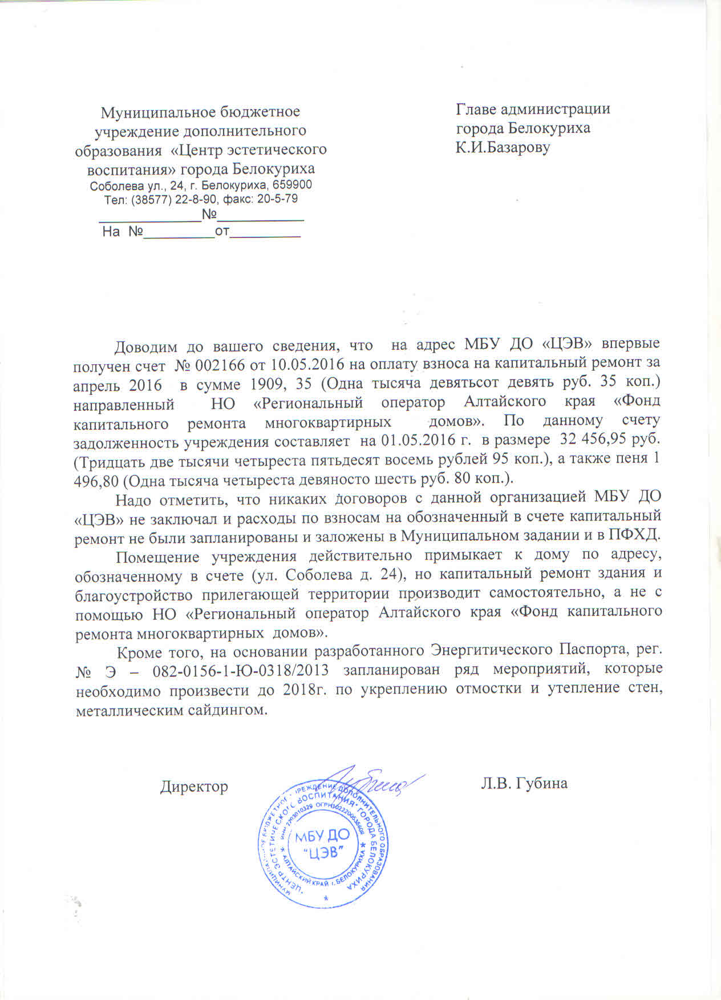 Муниципальное бюджетное
учреждение дополнительного
образования «Центр эстетического
воспитания» города Белокуриха
Соболева ул., 24, г. Белокуриха, 659900
Тел: (38577) 22-8-90, факс: 20-5-79
____________№__________
На №_________от_________
Главе администрации
города Белокуриха
К.И.Базарову
Доводим до вашего сведения, что на адрес МБУ ДО «ЦЭВ» впервые
получен счет № 002166 от 10.05.2016 на оплату взноса на капитальный ремонт за
апрель 2016 в сумме 1909, 35 (Одна тысяча девятьсот девять руб. 35 коп.)
направленный НО «Региональный оператор Алтайского края «Фонд
капитального ремонта многоквартирных домов». По данному счету
задолженность учреждения составляет на 01.05.2016 г. в размере 32 456,95 руб.
(Тридцать две тысячи четыреста пятьдесят восемь рублей 95 коп.), а также пеня 1
496,80 (Одна тысяча четыреста девяносто шесть руб. 80 коп.).
Надо отметить, что никаких договоров с данной организацией МБУ ДО
«ЦЭВ» не заключал и расходы по взносам на обозначенный в счете капитальный
ремонт не были запланированы и заложены в Муниципальном задании и в ПФХД.
Помещение учреждения действительно примыкает к дому по адресу,
обозначенному в счете (ул. Соболева д. 24), но капитальный ремонт здания и
благоустройство прилегающей территории производит самостоятельно, а не с
помощью НО «Региональный оператор Алтайского края «Фонд капитального
ремонта многоквартирных домов».
Кроме того, на основании разработанного Энергитического Паспорта, рег.
№ Э – 082-0156-1-Ю-0318/2013 запланирован ряд мероприятий, которые
необходимо произвести до 2018г. по укреплению отмостки и утепление стен,
металлическим сайдингом.
Директор
Л.В. Губина
МУНИЦИПАЛЬНОЕ БЮДЖЕТНОЕ УЧРЕЖДЕНИЕ ДОПОЛНИТЕЛЬНОГО ОБРАЗОВАНИЯ
"ЦЕНТР ЭСТЕТИЧЕСКОГО ВОСПИТАНИЯ" ГОРОДА БЕЛОКУРИХА
ИНН 2203010329 ОГРН
АЛТАЙСКИЙ КРАЙ г. БЕЛОКУРИХА
МБУ ДО
"ЦЭВ"